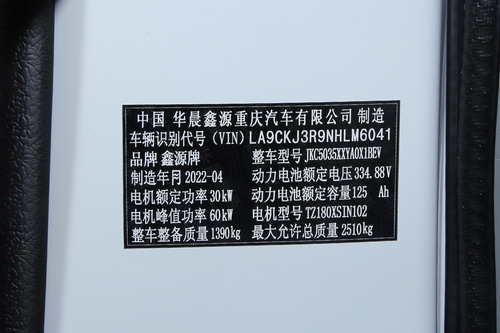 中国 华晨鑫源重庆汽车有限公司 制造
车辆识别代号(VIN) LA9CKJ3R9NHLM6041
品牌 鑫源牌 整车型号 JKC5035XXYA0X1BEV
制造年月 2022-04 动力电池额定电压 334.88V
电机额定功率 30kW 动力电池额定容量 125 Ah
电机峰值功率 60kW 电机型号 TZ180XSIN102
整车整备质量 1390kg 最大允许总质量 2510kg